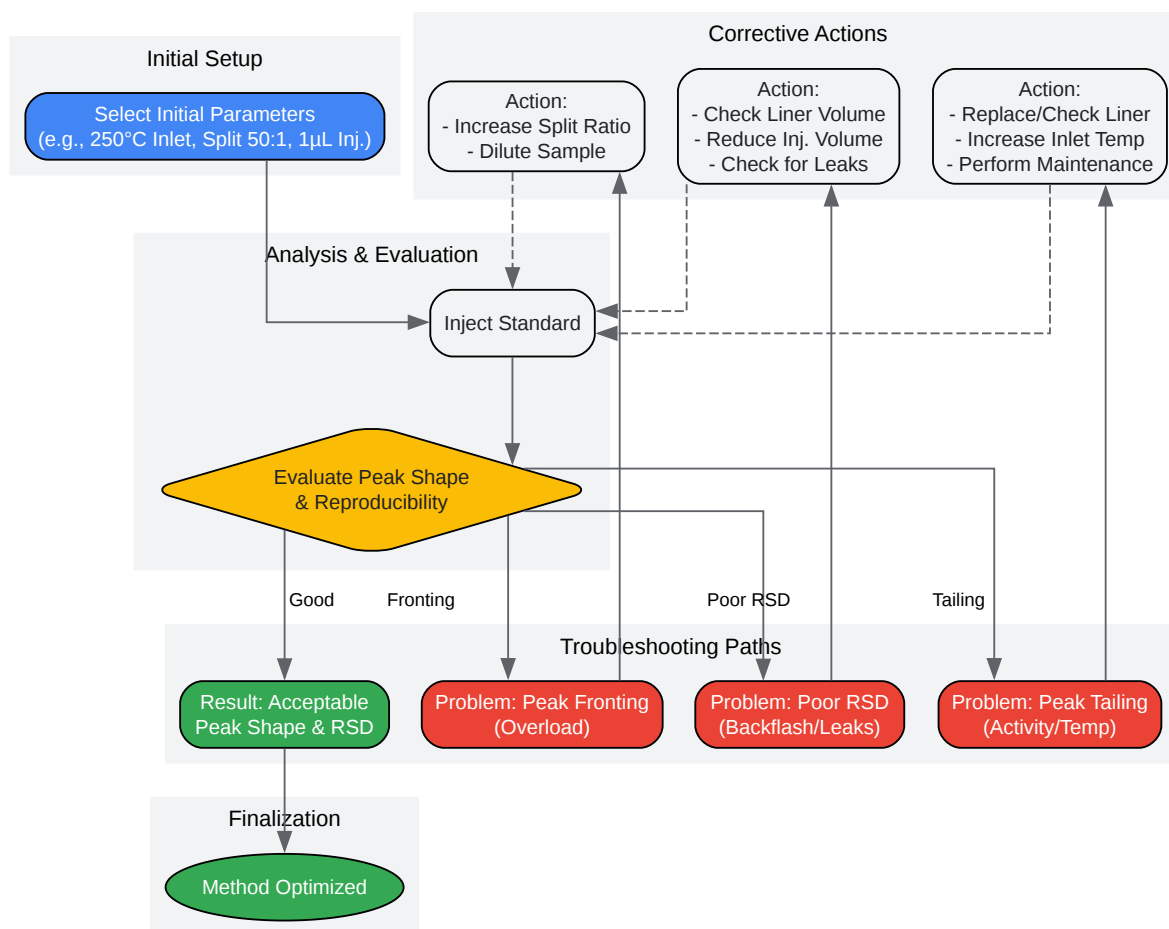 Initial Setup
Select Initial Parameters
(e.g., 250°C Inlet, Split 50:1, 1µL Inj.)
Corrective Actions
Action:
- Increase Split Ratio
- Dilute Sample
Action:
- Check Liner Volume
- Reduce Inj. Volume
- Check for Leaks
Action:
- Replace/Check Liner
- Increase Inlet Temp
- Perform Maintenance
Analysis & Evaluation
Inject Standard
Evaluate Peak Shape
& Reproducibility
Good
Fronting
Poor RSD
Tailing
Troubleshooting Paths
Result: Acceptable
Peak Shape & RSD
Problem: Peak Fronting
(Overload)
Problem: Poor RSD
(Backflash/Leaks)
Problem: Peak Tailing
(Activity/Temp)
Finalization
Method Optimized